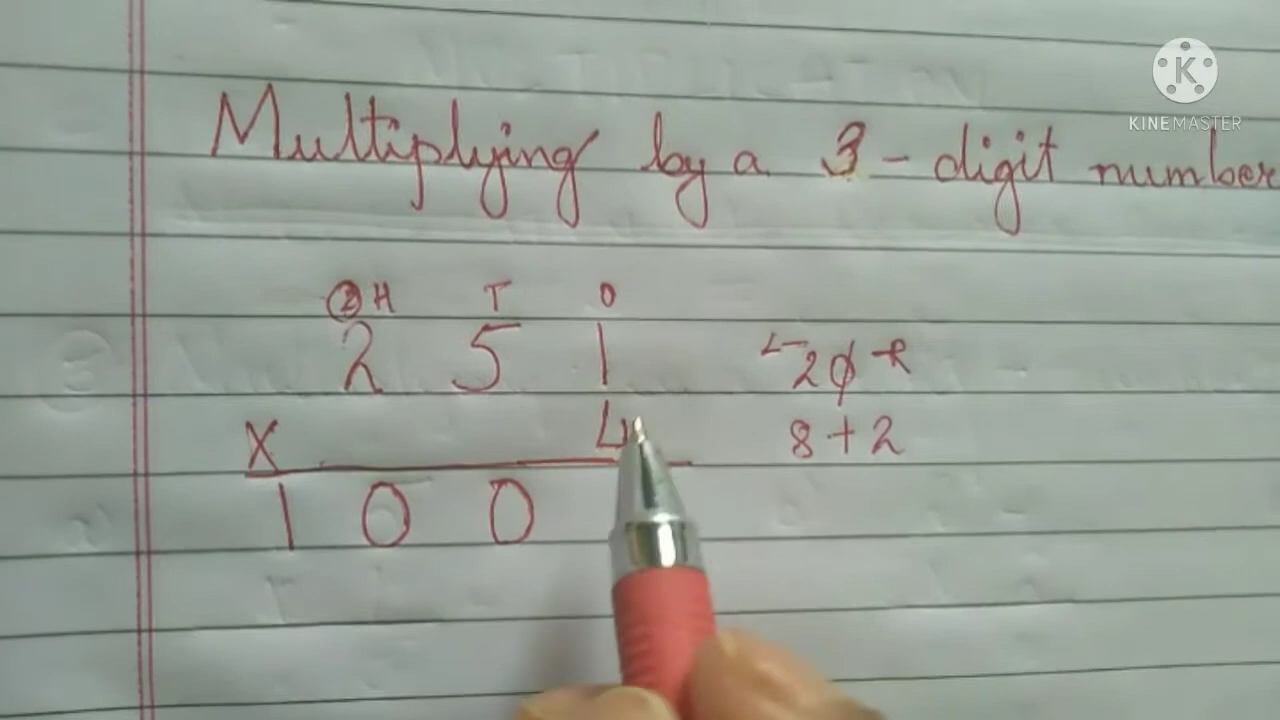 KINEMASTER
Multiplying by a 3-digit number
2 H T O
2 5 1 L 20 R
X 4 8+2
1 0 0